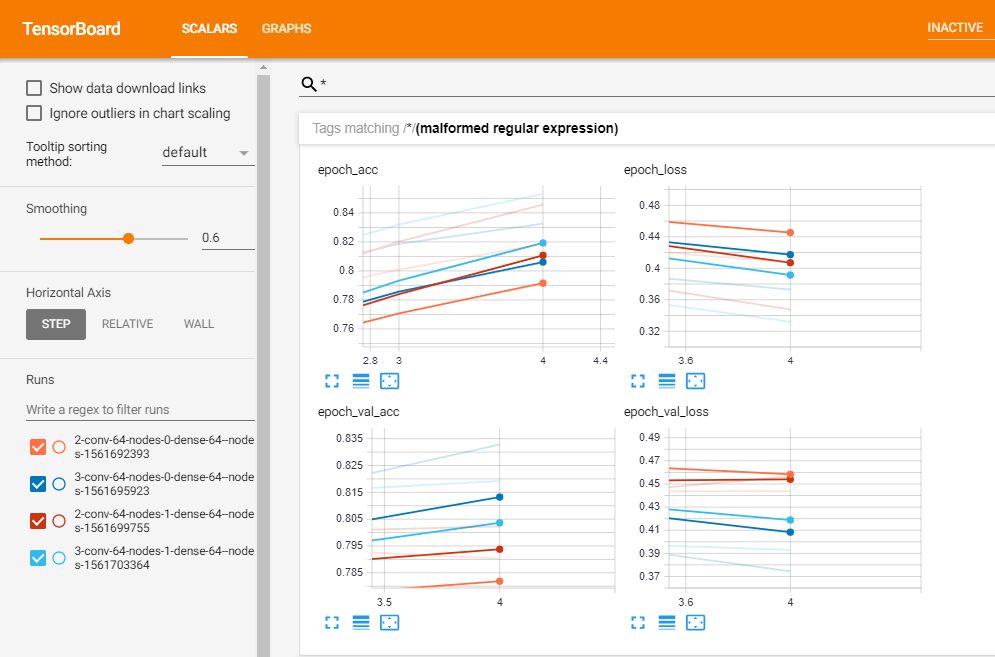 TensorBoard
SCALARS
GRAPHS
INACTIVE
Show data download links
Ignore outliers in chart scaling
Tooltip sorting
method:
default
Smoothing
0.6
Horizontal Axis
STEP
RELATIVE
WALL
Runs
Write a regex to filter runs
2-conv-64-nodes-0-dense-64--node
s-1561692393
3-conv-64-nodes-0-dense-64--node
s-1561695923
2-conv-64-nodes-1-dense-64--node
s-1561699755
3-conv-64-nodes-1-dense-64--node
s-1561703364
*
Tags matching /*/(malformed regular expression)
epoch_acc
0.84
0.82
0.8
0.78
0.76
2.8
3
4
4.4
epoch_loss
0.48
0.44
0.4
0.36
0.32
3.6
4
epoch_val_acc
0.835
0.825
0.815
0.805
0.795
0.785
3.5
4
epoch_val_loss
0.49
0.47
0.45
0.43
0.41
0.39
0.37
3.6
4